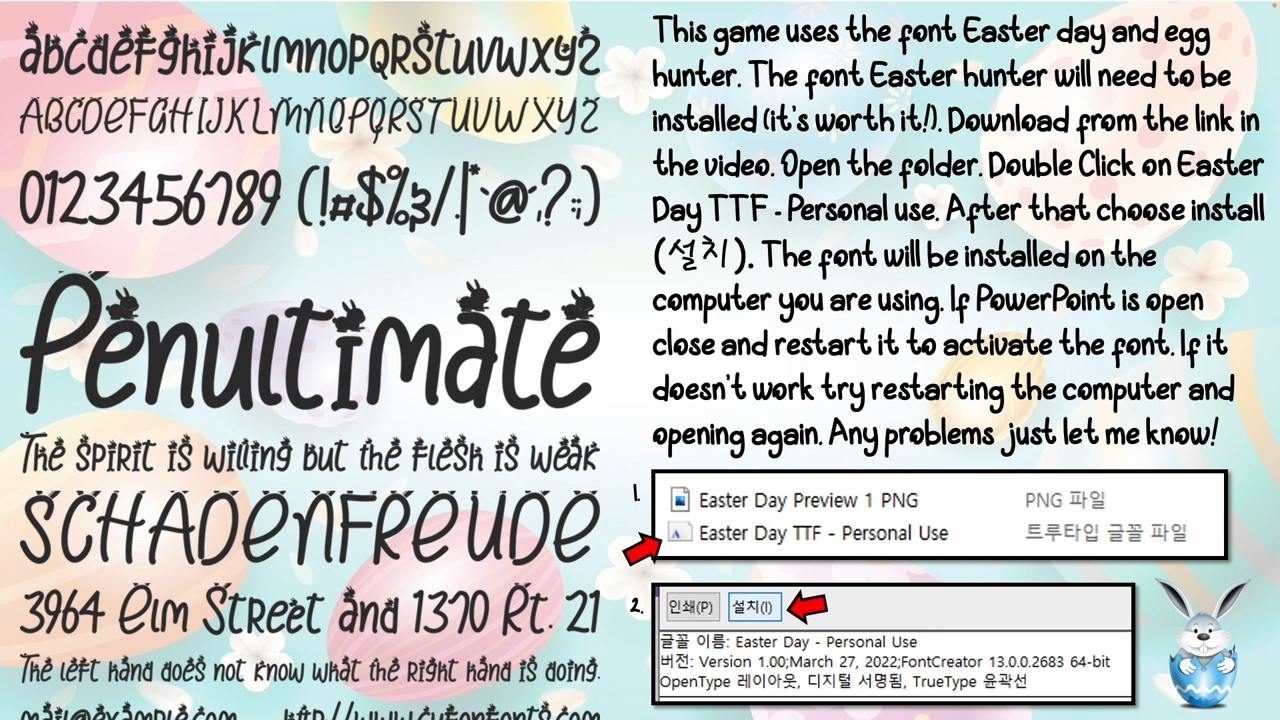 abcdefghijklmnopqrstuvwxyz
ABCDEFGHIJKLMNOPQRSTUVWXYZ
0123456789 (!#$%&/|*`@´,?:;)
Penultimate
The spirit is willing but the flesh is weak
SCHADENFREUDE
3964 Elm Street and 1370 Rt. 21
The left hand does not know what the right hand is doing.
mail@example.com http://www.cufonfonts.com
This game uses the font Easter day and egg
hunter. The font Easter hunter will need to be
installed (it's worth it!). Download from the link in
the video. Open the folder. Double Click on Easter
Day TTF - Personal use. After that choose install
(설치). The font will be installed on the
computer you are using. If PowerPoint is open
close and restart it to activate the font. If it
doesn't work try restarting the computer and
opening again. Any problems just let me know!
1.
Easter Day Preview 1 PNG PNG 파일
Easter Day TTF - Personal Use 트루타입 글꼴 파일
2.
인쇄(P) 설치(I)
글꼴 이름: Easter Day - Personal Use
버전: Version 1.00;March 27, 2022;FontCreator 13.0.0.2683 64-bit
OpenType 레이아웃, 디지털 서명됨, TrueType 윤곽선